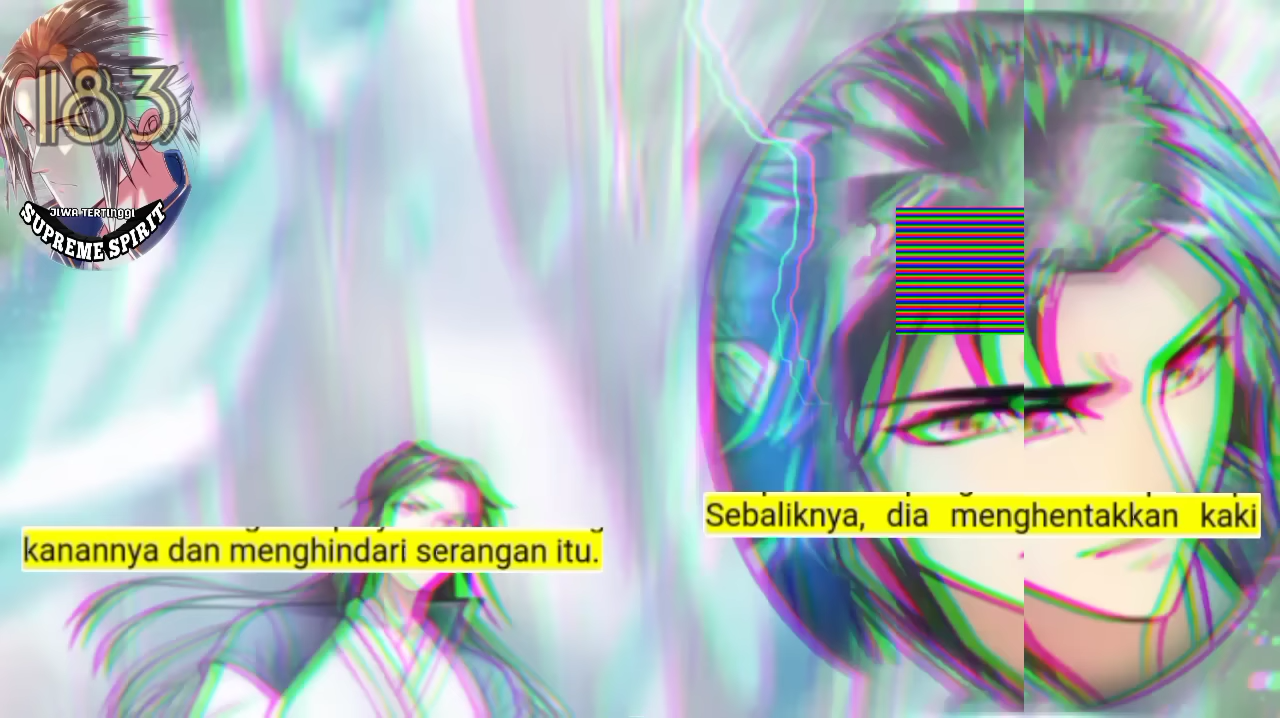 183
JIWA TERTINGGI
SUPREME SPIRIT
Sebaliknya, dia menghentakkan kaki
kanannya dan menghindari serangan itu.